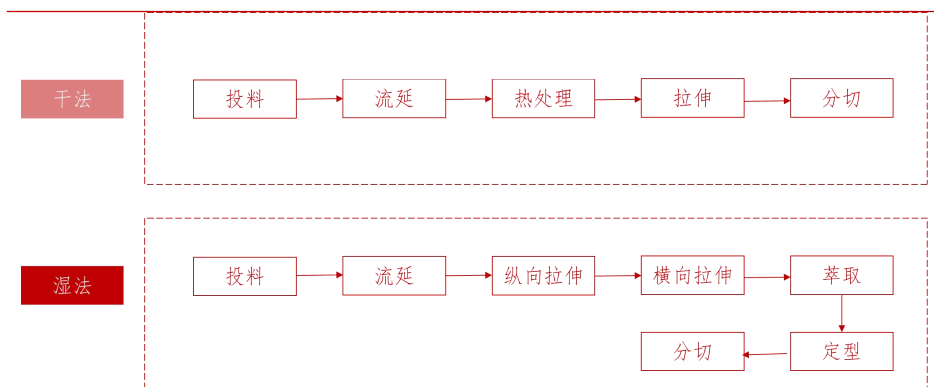 干法
投料
流延
热处理
拉伸
分切
湿法
投料
流延
纵向拉伸
横向拉伸
萃取
定型
分切